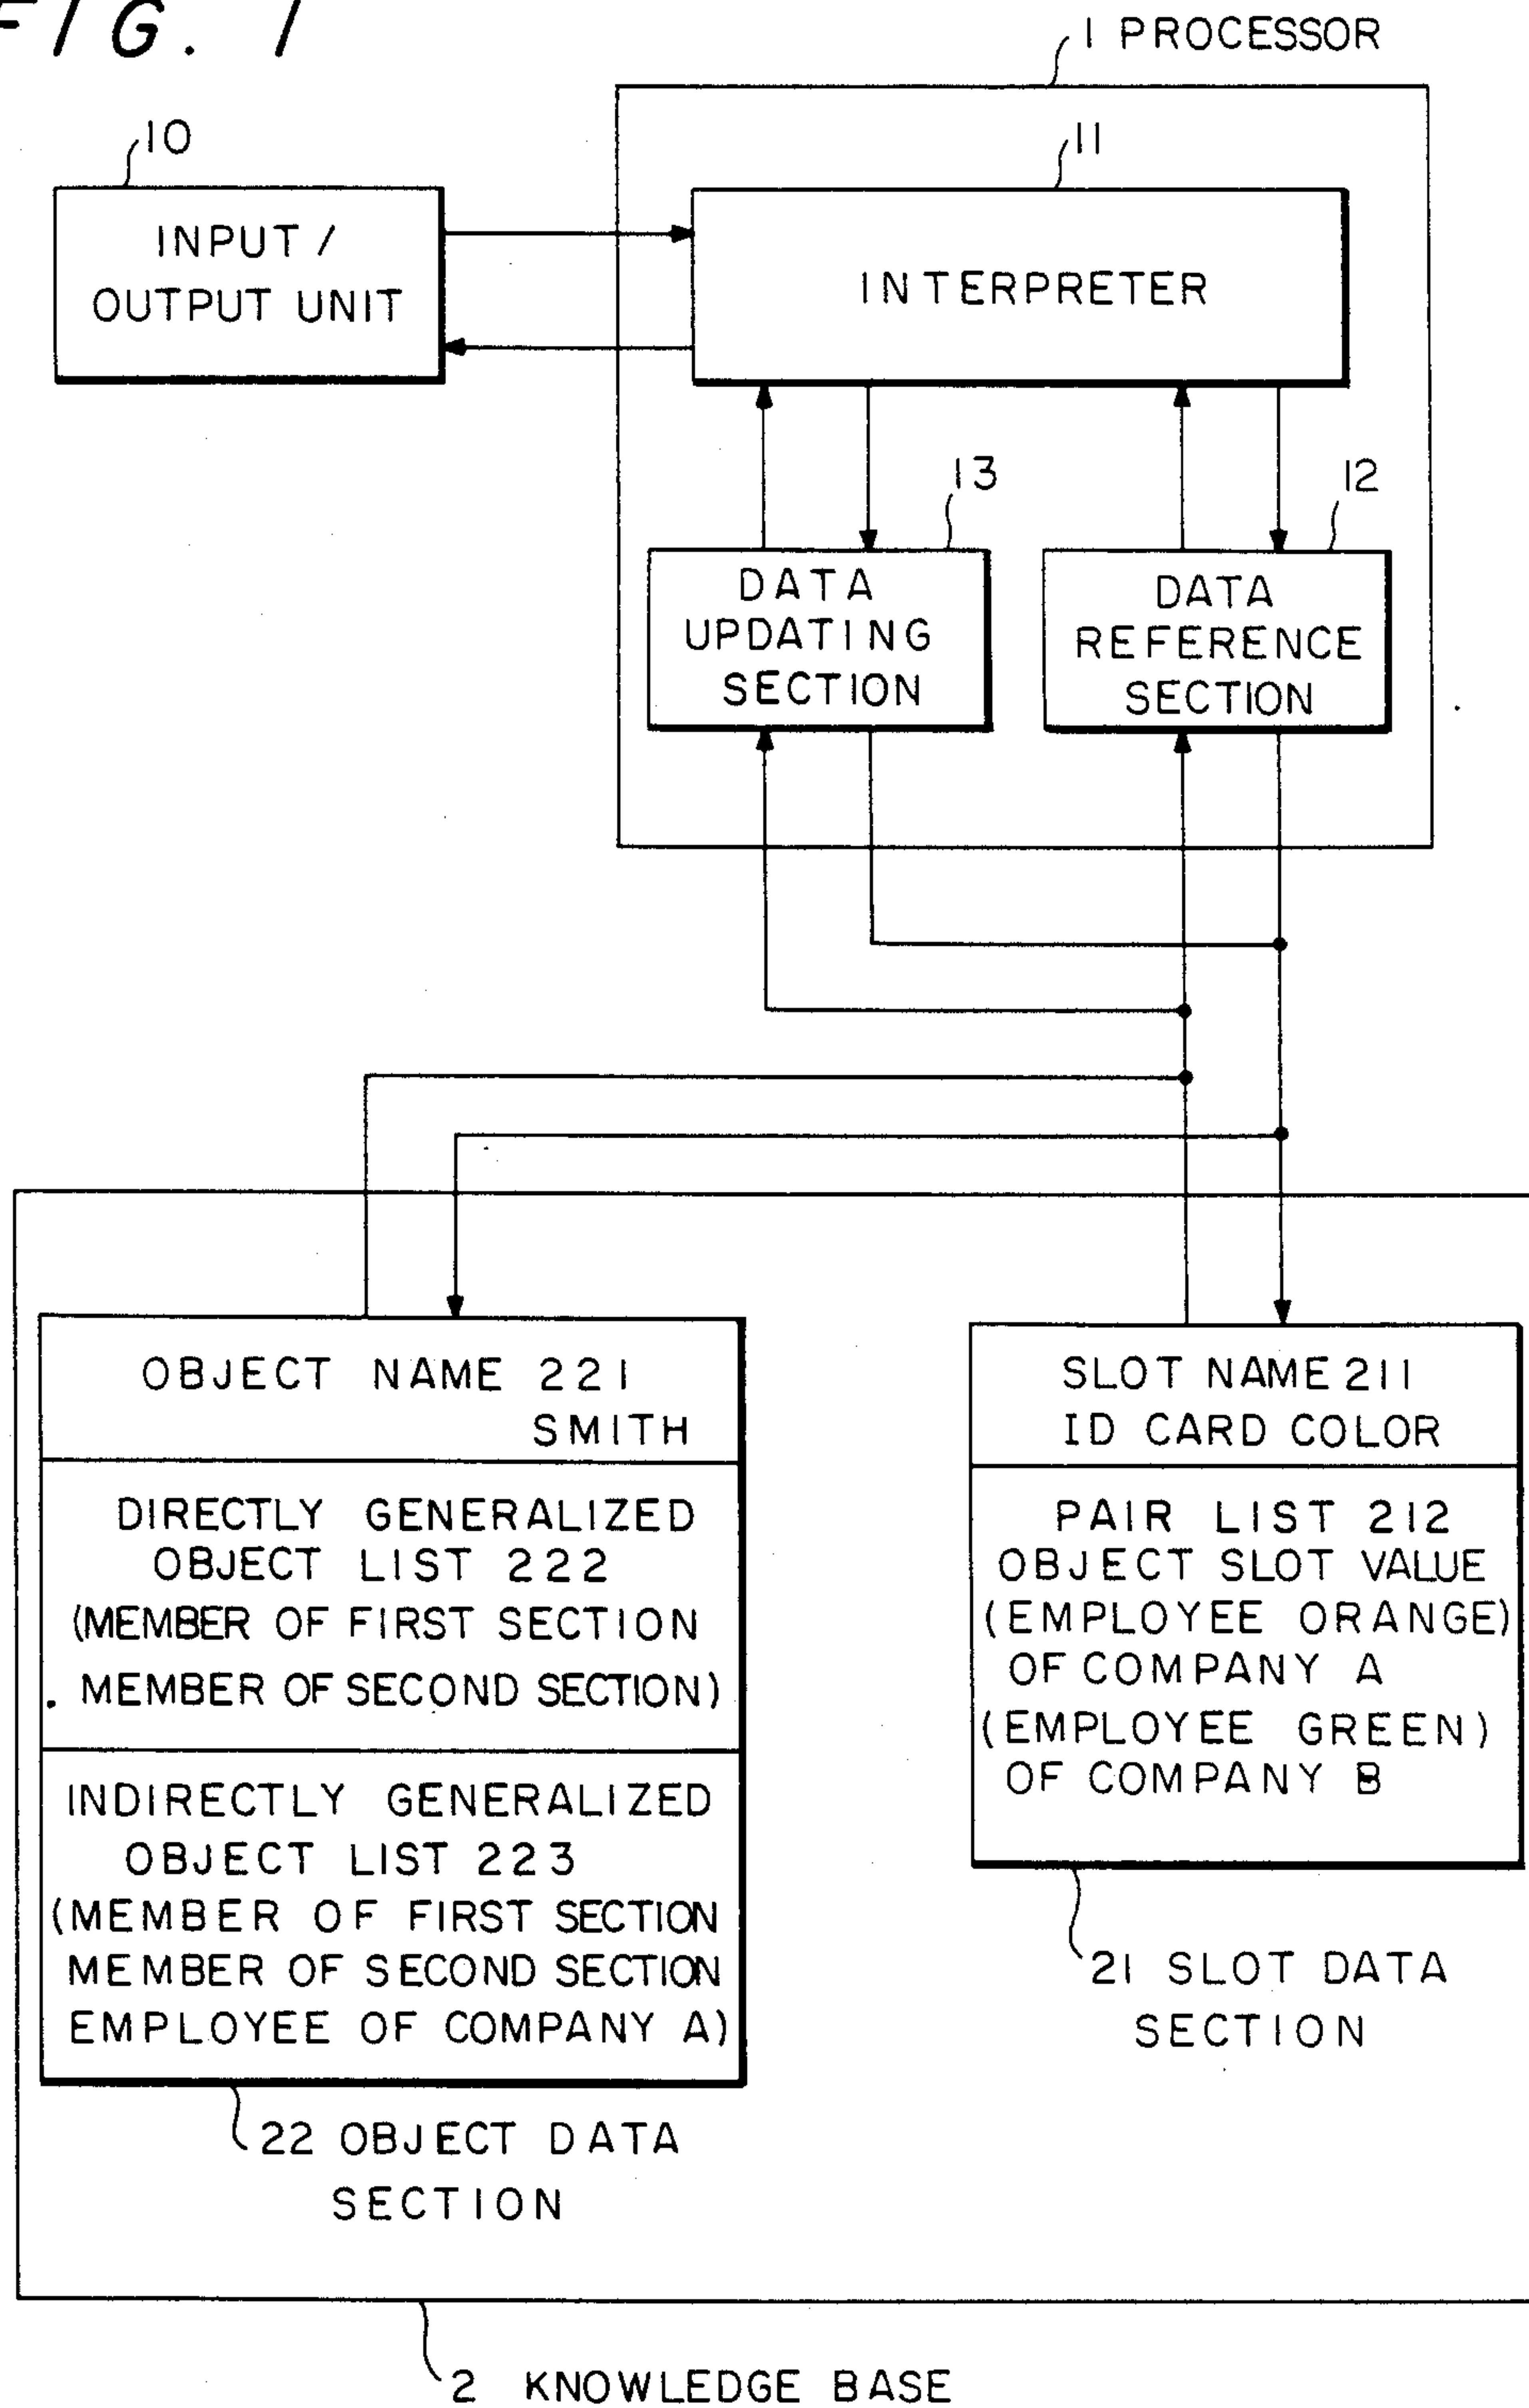 FIG. 1
1 PROCESSOR
10
11
INPUT /
OUTPUT UNIT
INTERPRETER
13
12
DATA
UPDATING
SECTION
DATA
REFERENCE
SECTION
OBJECT NAME 221
SMITH
DIRECTLY GENERALIZED
OBJECT LIST 222
(MEMBER OF FIRST SECTION
MEMBER OF SECOND SECTION)
INDIRECTLY GENERALIZED
OBJECT LIST 223
(MEMBER OF FIRST SECTION
MEMBER OF SECOND SECTION
EMPLOYEE OF COMPANY A)
22 OBJECT DATA
SECTION
SLOT NAME 211
ID CARD COLOR
PAIR LIST 212
OBJECT SLOT VALUE
(EMPLOYEE ORANGE)
OF COMPANY A
(EMPLOYEE GREEN)
OF COMPANY B
21 SLOT DATA
SECTION
2 KNOWLEDGE BASE